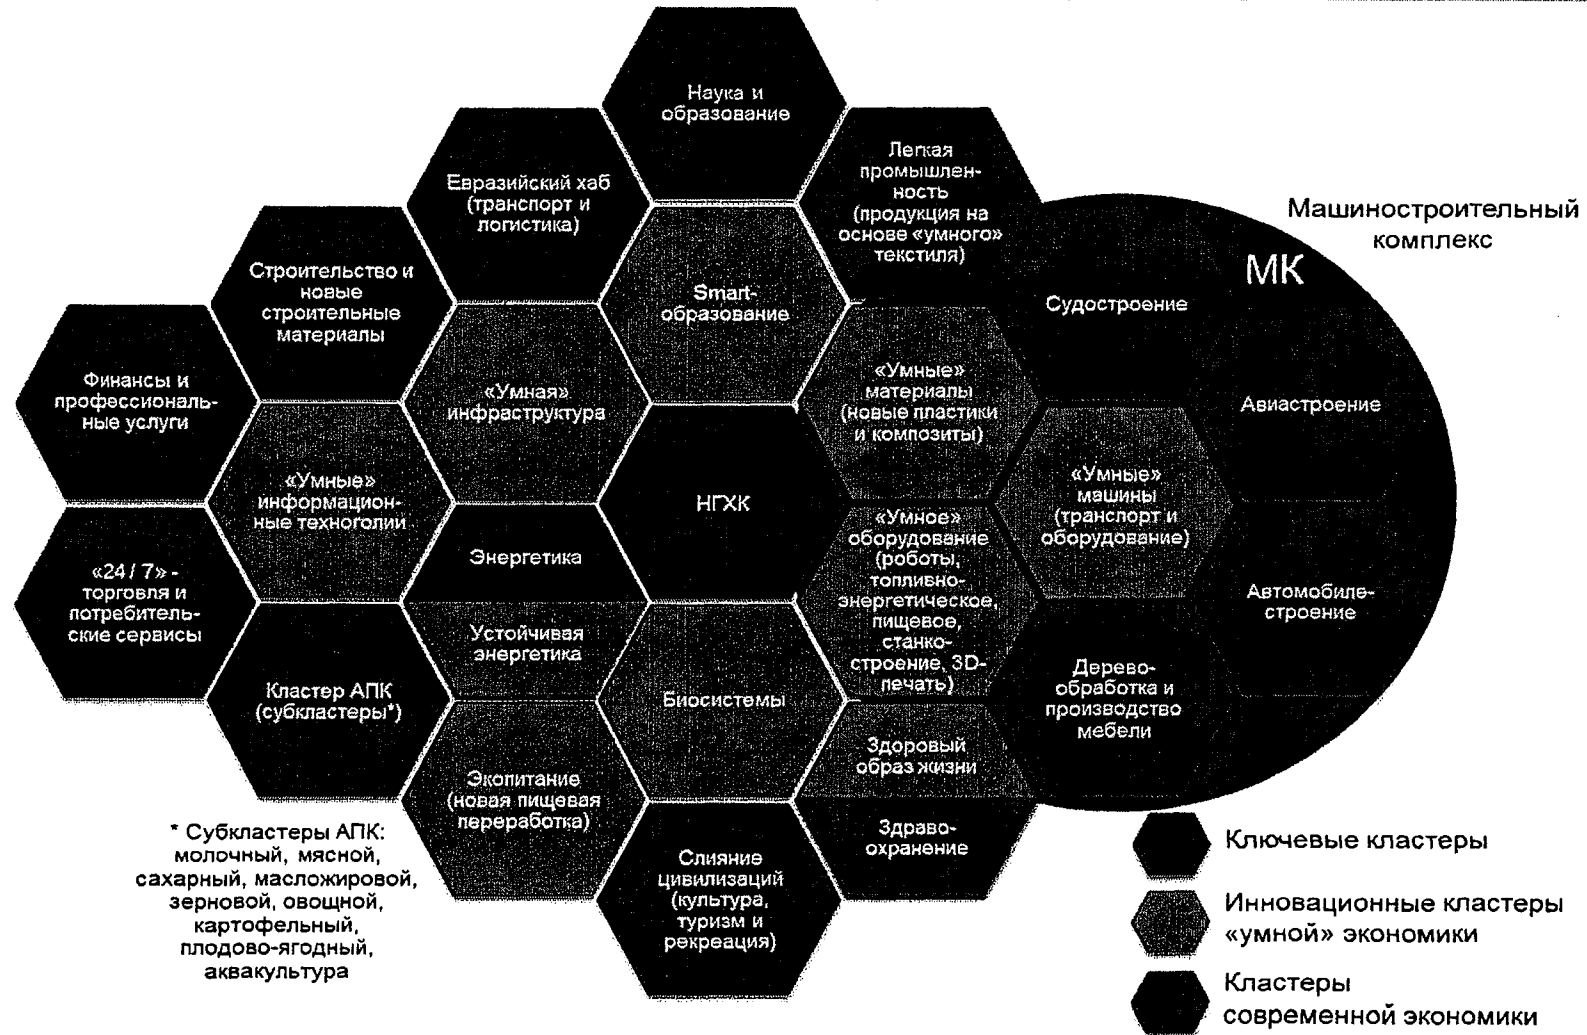 Наука и
образование
Евразийский хаб
(транспорт и
логистика)
Легкая
промышлен-
ность
(продукция на
основе «умного»
текстиля)
Машиностроительный
комплекс
МК
Строительство и
новые
строительные
материалы
Smart-
образование
Судостроение
Финансы и
профессиональ-
ные услуги
«Умная»
инфраструктура
«Умные»
материалы
(новые пластики
и композиты)
Авиастроение
«Умные»
информацион-
ные техноголии
НГХК
«Умные»
машины
(транспорт и
оборудование)
«24 / 7» -
торговля и
потребитель-
ские сервисы
Энергетика
Устойчивая
энергетика
«Умное»
оборудование
(роботы,
топливно-
энергетическое,
пищевое,
станко-
строение, 3D-
печать)
Автомобиле-
строение
Кластер АПК
(субкластеры*)
Биосистемы
Дерево-
обработка и
производство
мебели
Экопитание
(новая пищевая
переработка)
Здоровый
образ жизни
Здраво-
охранение
Слияние
цивилизаций
(культура,
туризм и
рекреация)
* Субкластеры АПК:
молочный, мясной,
сахарный, масложировой,
зерновой, овощной,
картофельный,
плодово-ягодный,
аквакультура
Ключевые кластеры
Инновационные кластеры
«умной» экономики
Кластеры
современной экономики